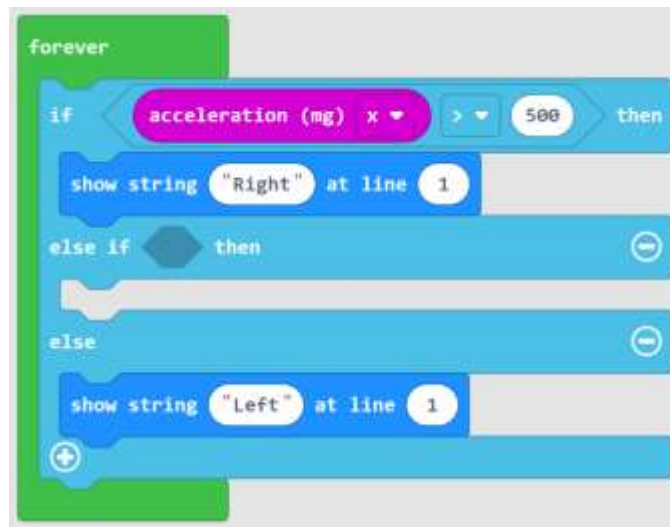 forever
if acceleration (mg) x > 500 then
show string "Right" at line 1
else if then
else
show string "Left" at line 1